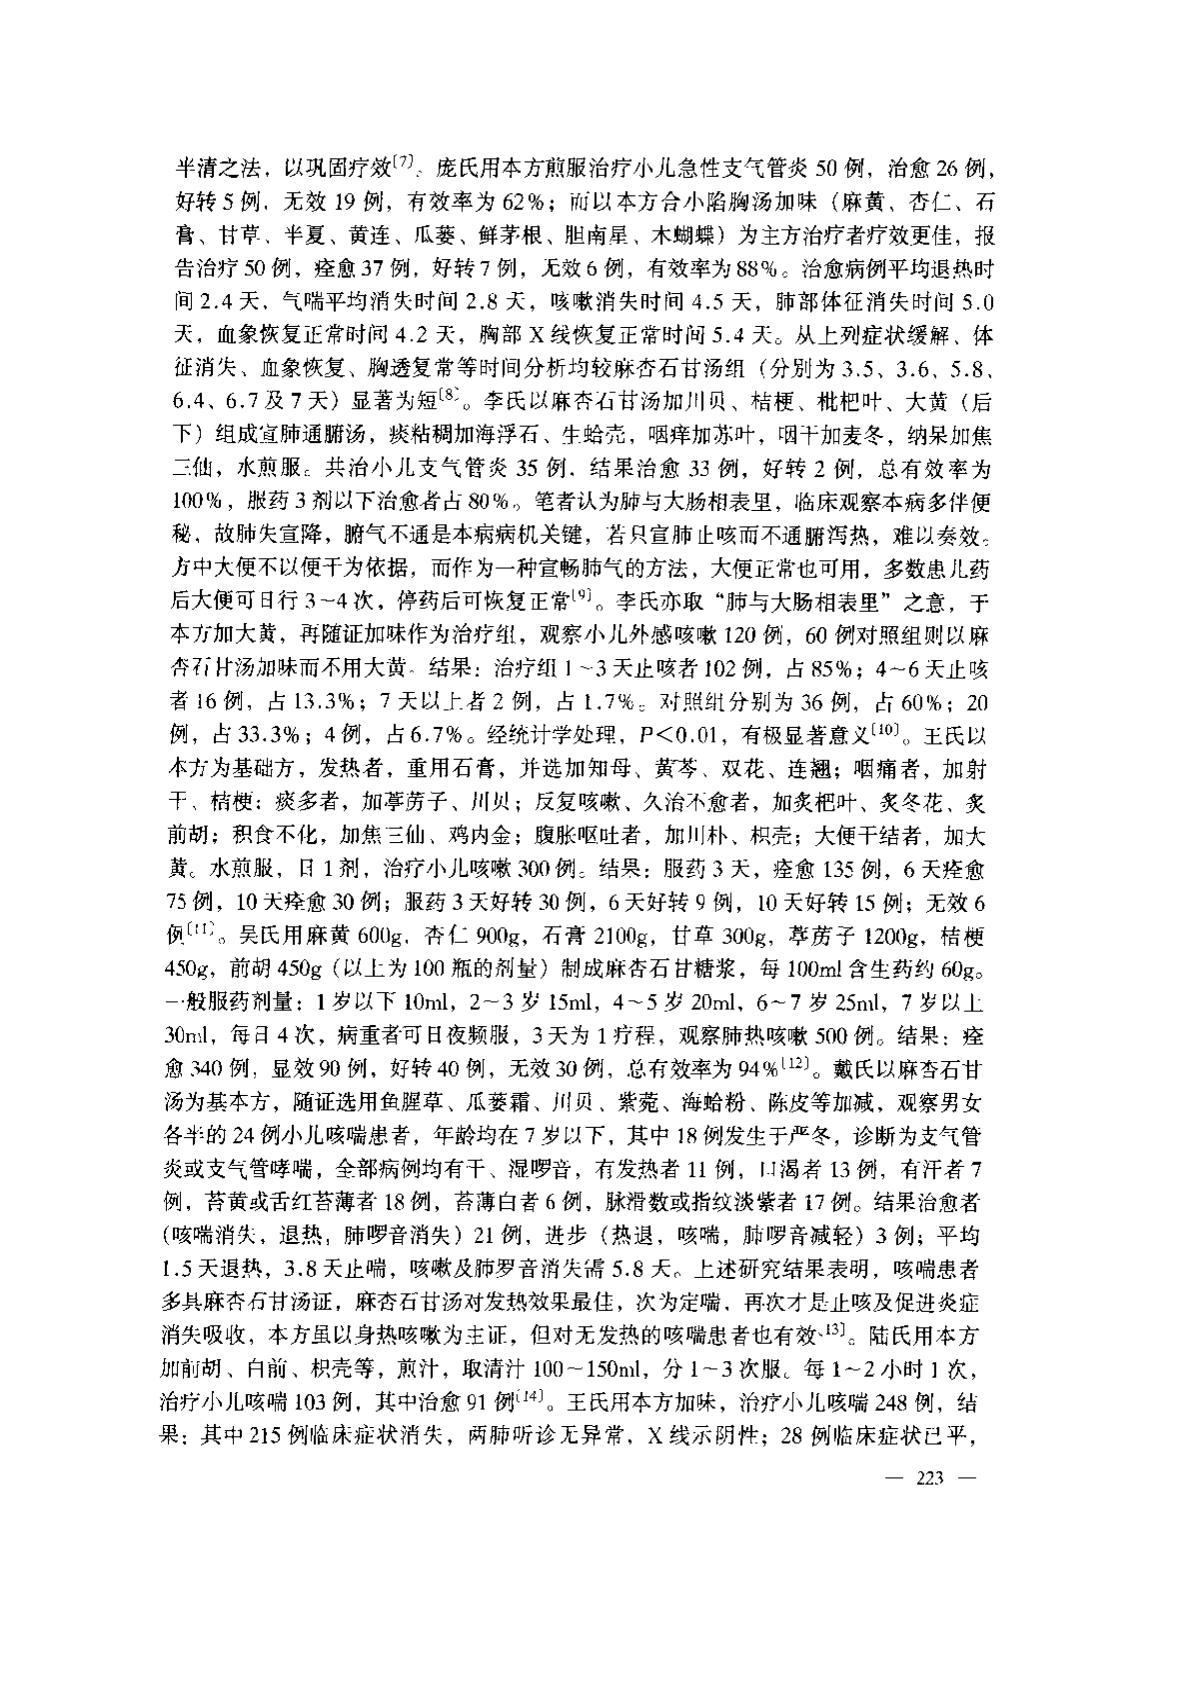 半清之法，以巩固疗效〔7〕。庞氏用本方煎服治疗小儿急性支气管炎 50 例，治愈 26 例，
好转 5 例，无效 19 例，有效率为 62%；而以本方合小陷胸汤加味（麻黄、杏仁、石
膏、甘草、半夏、黄连、瓜蒌、鲜茅根、胆南星、木蝴蝶）为主方治疗者疗效更佳，报
告治疗 50 例，痊愈 37 例，好转 7 例，无效 6 例，有效率为 88%。治愈病例平均退热时
间 2.4 天，气喘平均消失时间 2.8 天，咳嗽消失时间 4.5 天，肺部体征消失时间 5.0
天，血象恢复正常时间 4.2 天，胸部 X 线恢复正常时间 5.4 天。从上列症状缓解、体
征消失、血象恢复、胸透复常等时间分析均较麻杏石甘汤组（分别为 3.5、3.6、5.8、
6.4、6.7 及 7 天）显著为短〔8〕。李氏以麻杏石甘汤加川贝、桔梗、枇杷叶、大黄（后
下）组成宣肺通腑汤，痰粘稠加海浮石、生蛤壳，咽痒加苏叶，咽干加麦冬，纳呆加焦
三仙，水煎服。共治小儿支气管炎 35 例，结果治愈 33 例，好转 2 例，总有效率为
100%，服药 3 剂以下治愈者占 80%。笔者认为肺与大肠相表里，临床观察本病多伴便
秘，故肺失宣降，腑气不通是本病病机关键，若只宣肺止咳而不通腑泻热，难以奏效。
方中大便不以便干为依据，而作为一种宣畅肺气的方法，大便正常也可用，多数患儿药
后大便可日行 3~4 次，停药后可恢复正常〔9〕。李氏亦取“肺与大肠相表里”之意，于
本方加大黄，再随证加味作为治疗组，观察小儿外感咳嗽 120 例，60 例对照组则以麻
杏石甘汤加味而不用大黄。结果：治疗组 1~3 天止咳者 102 例，占 85%；4~6 天止咳
者 16 例，占 13.3%；7 天以上者 2 例，占 1.7%。对照组分别为 36 例，占 60%；20
例，占 33.3%；4 例，占 6.7%。经统计学处理，P<0.01，有极显著意义〔10〕。王氏以
本方为基础方，发热者，重用石膏，并选加知母、黄芩、双花、连翘；咽痛者，加射
干、桔梗；痰多者，加葶苈子、川贝；反复咳嗽、久治不愈者，加炙杷叶、炙冬花、炙
前胡；积食不化，加焦三仙、鸡内金；腹胀呕吐者，加川朴、枳壳；大便干结者，加大
黄。水煎服，日 1 剂，治疗小儿咳嗽 300 例。结果：服药 3 天，痊愈 135 例，6 天痊愈
75 例，10 天痊愈 30 例；服药 3 天好转 30 例，6 天好转 9 例，10 天好转 15 例；无效 6
例〔11〕。吴氏用麻黄 600g，杏仁 900g，石膏 2100g，甘草 300g，葶苈子 1200g，桔梗
450g，前胡 450g（以上为 100 瓶的剂量）制成麻杏石甘糖浆，每 100ml 含生药约 60g。
一般服药剂量：1 岁以下 10ml，2~3 岁 15ml，4~5 岁 20ml，6~7 岁 25ml，7 岁以上
30ml，每日 4 次，病重者可日夜频服，3 天为 1 疗程，观察肺热咳嗽 500 例。结果：痊
愈 340 例，显效 90 例，好转 40 例，无效 30 例，总有效率为 94%〔12〕。戴氏以麻杏石甘
汤为基本方，随证选用鱼腥草、瓜蒌霜、川贝、紫菀、海蛤粉、陈皮等加减，观察男女
各半的 24 例小儿咳喘患者，年龄均在 7 岁以下，其中 18 例发生于严冬，诊断为支气管
炎或支气管哮喘，全部病例均有干、湿啰音，有发热者 11 例，口渴者 13 例，有汗者 7
例，苔黄或舌红苔薄者 18 例，苔薄白者 6 例，脉滑数或指纹淡紫者 17 例。结果治愈者
（咳喘消失，退热，肺啰音消失）21 例，进步（热退，咳喘，肺啰音减轻）3 例；平均
1.5 天退热，3.8 天止喘，咳嗽及肺罗音消失需 5.8 天。上述研究结果表明，咳喘患者
多具麻杏石甘汤证，麻杏石甘汤对发热效果最佳，次为定喘，再次才是止咳及促进炎症
消失吸收，本方虽以身热咳嗽为主证，但对无发热的咳喘患者也有效〔13〕。陆氏用本方
加前胡、白前、枳壳等，煎汁，取清汁 100~150ml，分 1~3 次服。每 1~2 小时 1 次，
治疗小儿咳喘 103 例，其中治愈 91 例〔14〕。王氏用本方加味，治疗小儿咳喘 248 例，结
果：其中 215 例临床症状消失，两肺听诊无异常，X 线示阴性；28 例临床症状已平，
— 223 —